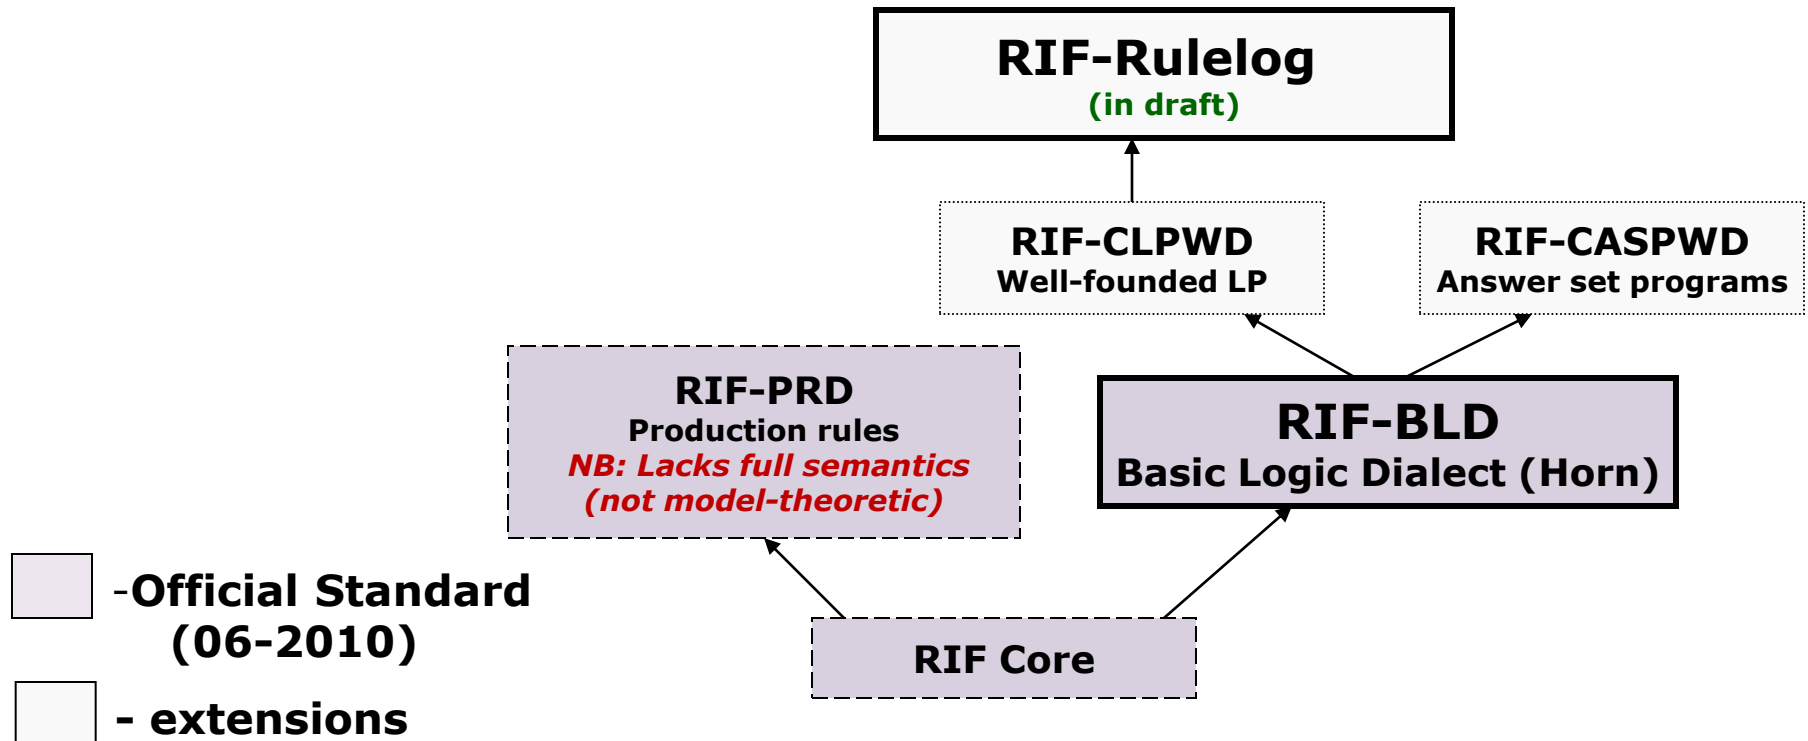 RIF-Rulelog
(in draft)
RIF-CLPWD
Well-founded LP
RIF-CASPWD
Answer set programs
RIF-PRD
Production rules
NB: Lacks full semantics
(not model-theoretic)
RIF-BLD
Basic Logic Dialect (Horn)
RIF Core
-Official Standard
(06-2010)
- extensions